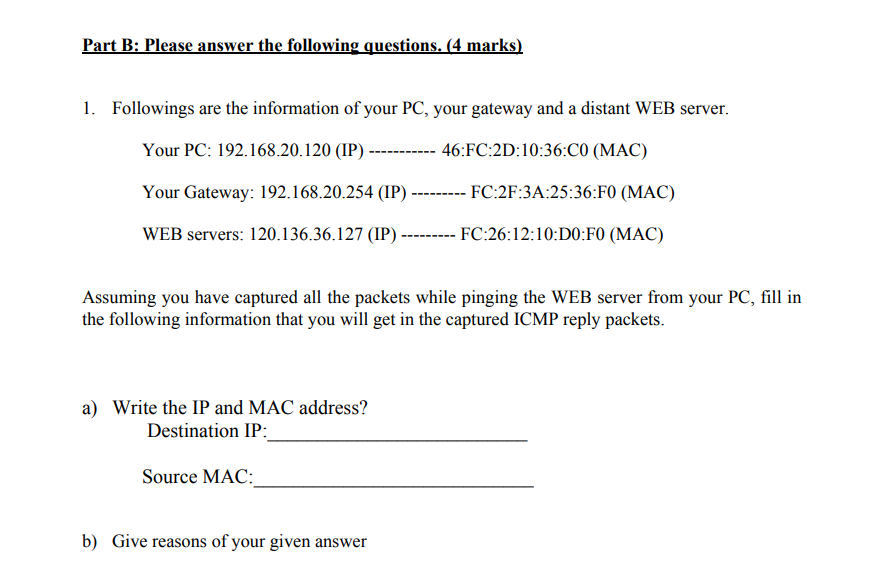 Part B: Please answer the following questions. (4 marks)
1. Followings are the information of your PC, your gateway and a distant WEB server.
Your PC: 192.168.20.120 (IP) ----------- 46:FC:2D:10:36:C0 (MAC)
Your Gateway: 192.168.20.254 (IP) --------- FC:2F:3A:25:36:F0 (MAC)
WEB servers: 120.136.36.127 (IP) --------- FC:26:12:10:D0:F0 (MAC)
Assuming you have captured all the packets while pinging the WEB server from your PC, fill in
the following information that you will get in the captured ICMP reply packets.
a) Write the IP and MAC address?
Destination IP:___________________________
Source MAC:_____________________________
b) Give reasons of your given answer